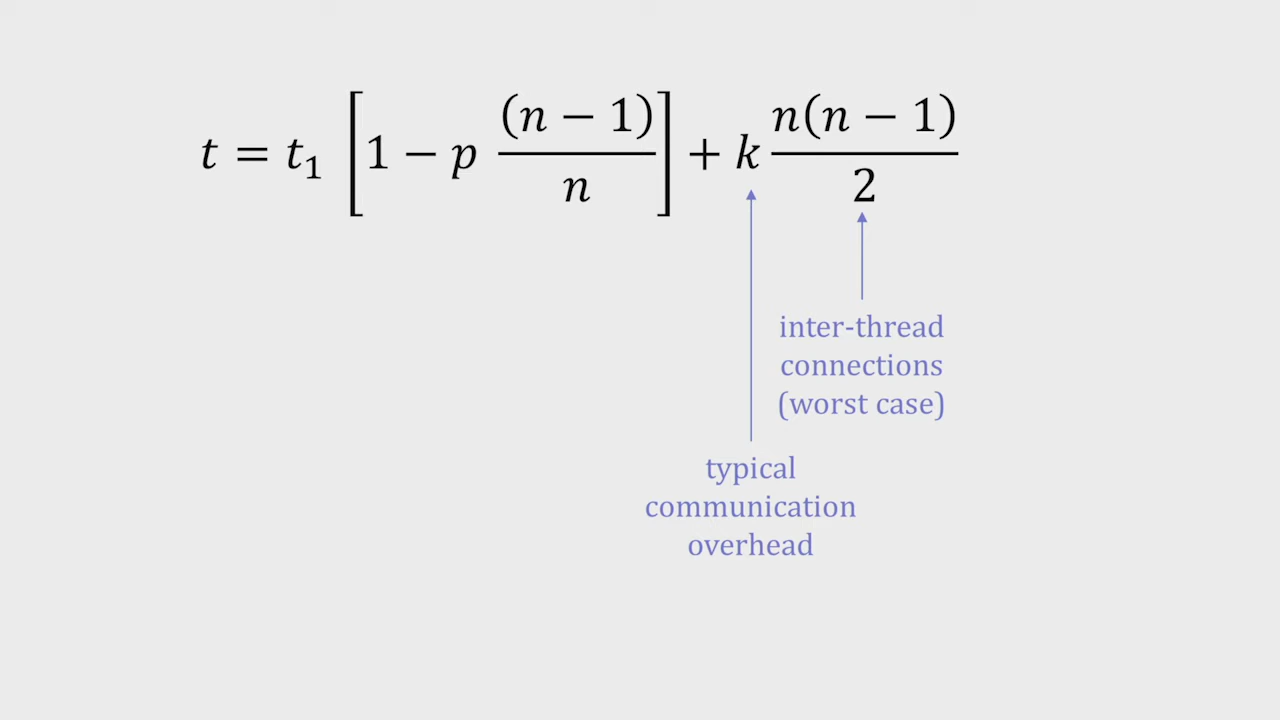 t = t₁ [1 − p (n − 1)/n] + k n(n − 1)/2
inter-thread
connections
(worst case)
typical
communication
overhead